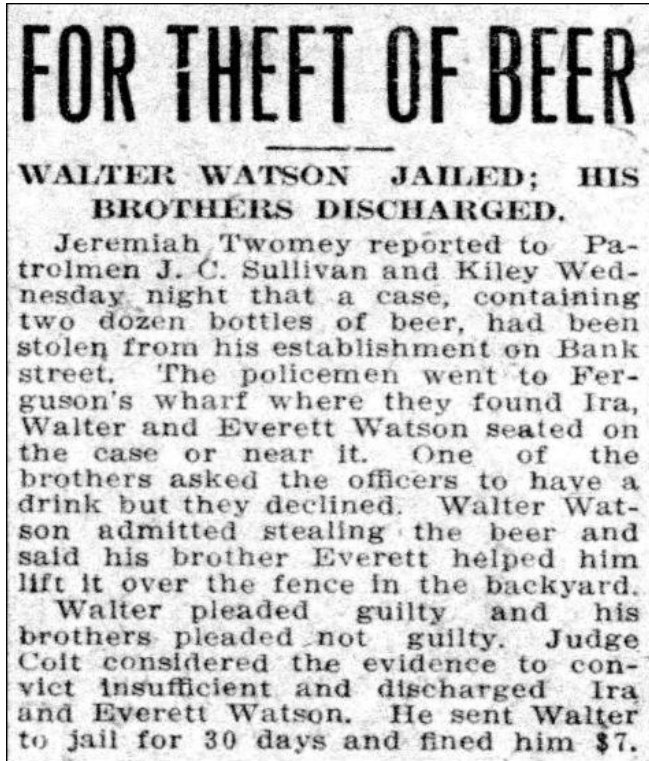 FOR THEFT OF BEER
WALTER WATSON JAILED; HIS
BROTHERS DISCHARGED.
Jeremiah Twomey reported to Pa-
trolmen J. C. Sullivan and Kiley Wed-
nesday night that a case, containing
two dozen bottles of beer, had been
stolen from his establishment on Bank
street. The policemen went to Fer-
guson's wharf where they found Ira,
Walter and Everett Watson seated on
the case or near it. One of the
brothers asked the officers to have a
drink but they declined. Walter Wat-
son admitted stealing the beer and
said his brother Everett helped him
lift it over the fence in the backyard.
Walter pleaded guilty and his
brothers pleaded not guilty. Judge
Colt considered the evidence to con-
vict insufficient and discharged Ira
and Everett Watson. He sent Walter
to jail for 30 days and fined him $7.